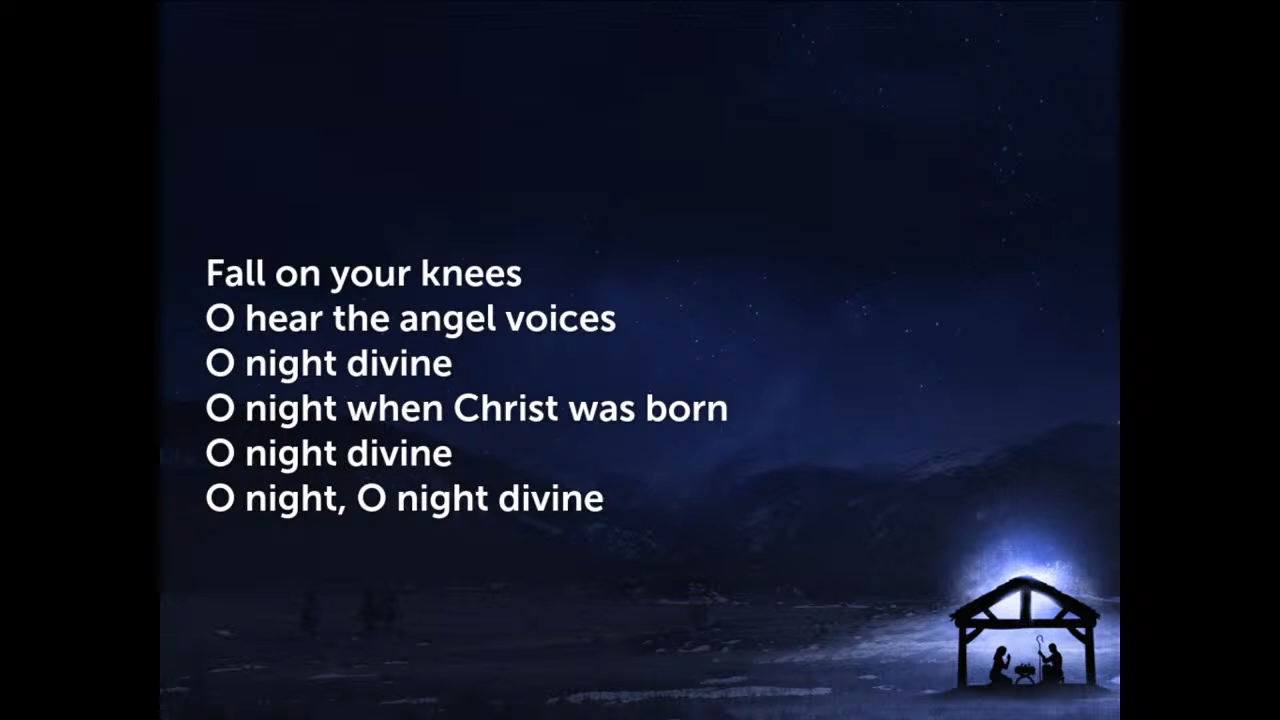 Fall on your knees
O hear the angel voices
O night divine
O night when Christ was born
O night divine
O night, O night divine